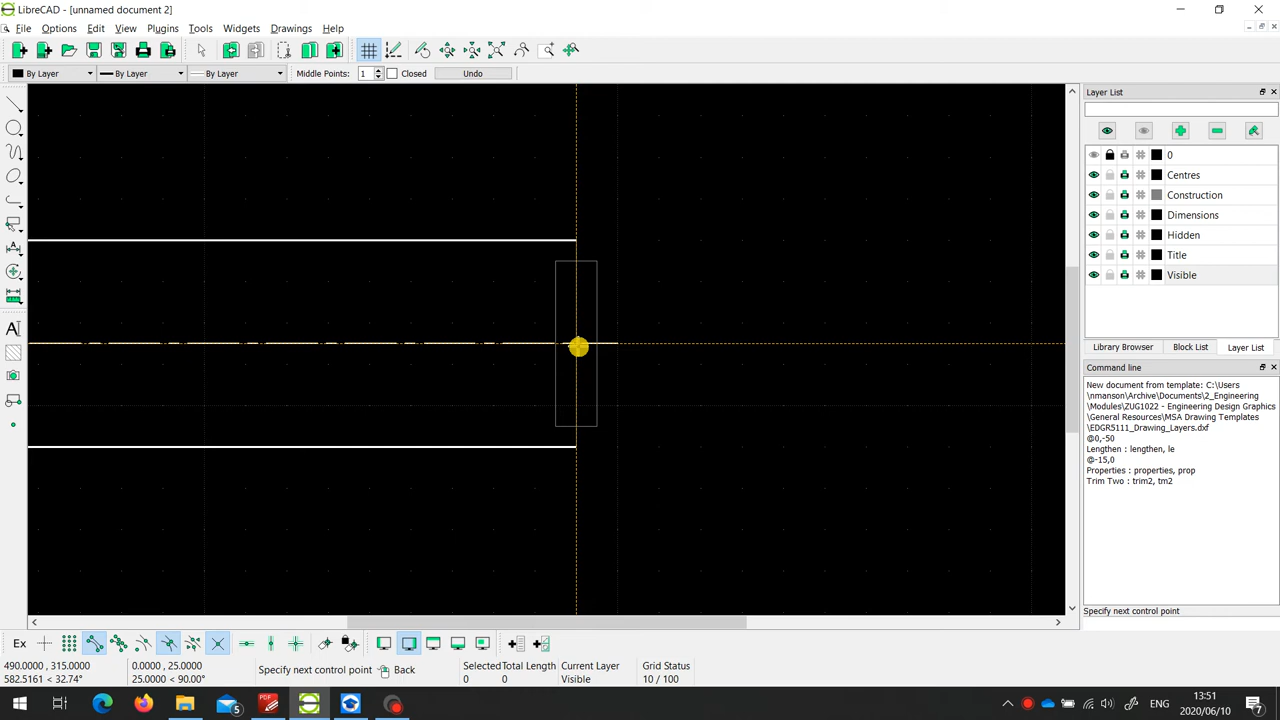 LibreCAD - [unnamed document 2]
File Options Edit View Plugins Tools Widgets Drawings Help
By Layer By Layer By Layer Middle Points: 1 Closed Undo
Layer List
0
Centres
Construction
Dimensions
Hidden
Title
Visible
Library Browser Block List Layer List
Command line
New document from template: C:\Users
\nmanson\Archive\Documents\2_Engineering
\Modules\ZUG1022 - Engineering Design Graphics
\General Resources\MSA Drawing Templates
\EDGR5111_Drawing_Layers.dxf
@0,-50
Lengthen : lengthen, le
@-15,0
Properties : properties, prop
Trim Two : trim2, tm2
Specify next control point
Ex
490.0000 , 315.0000
582.5161 < 32.74°
0.0000 , 25.0000
25.0000 < 90.00°
Specify next control point Back
Selected Total Length
0 0
Current Layer
Visible
Grid Status
10 / 100
5
ENG
13:51
2020/06/10
7